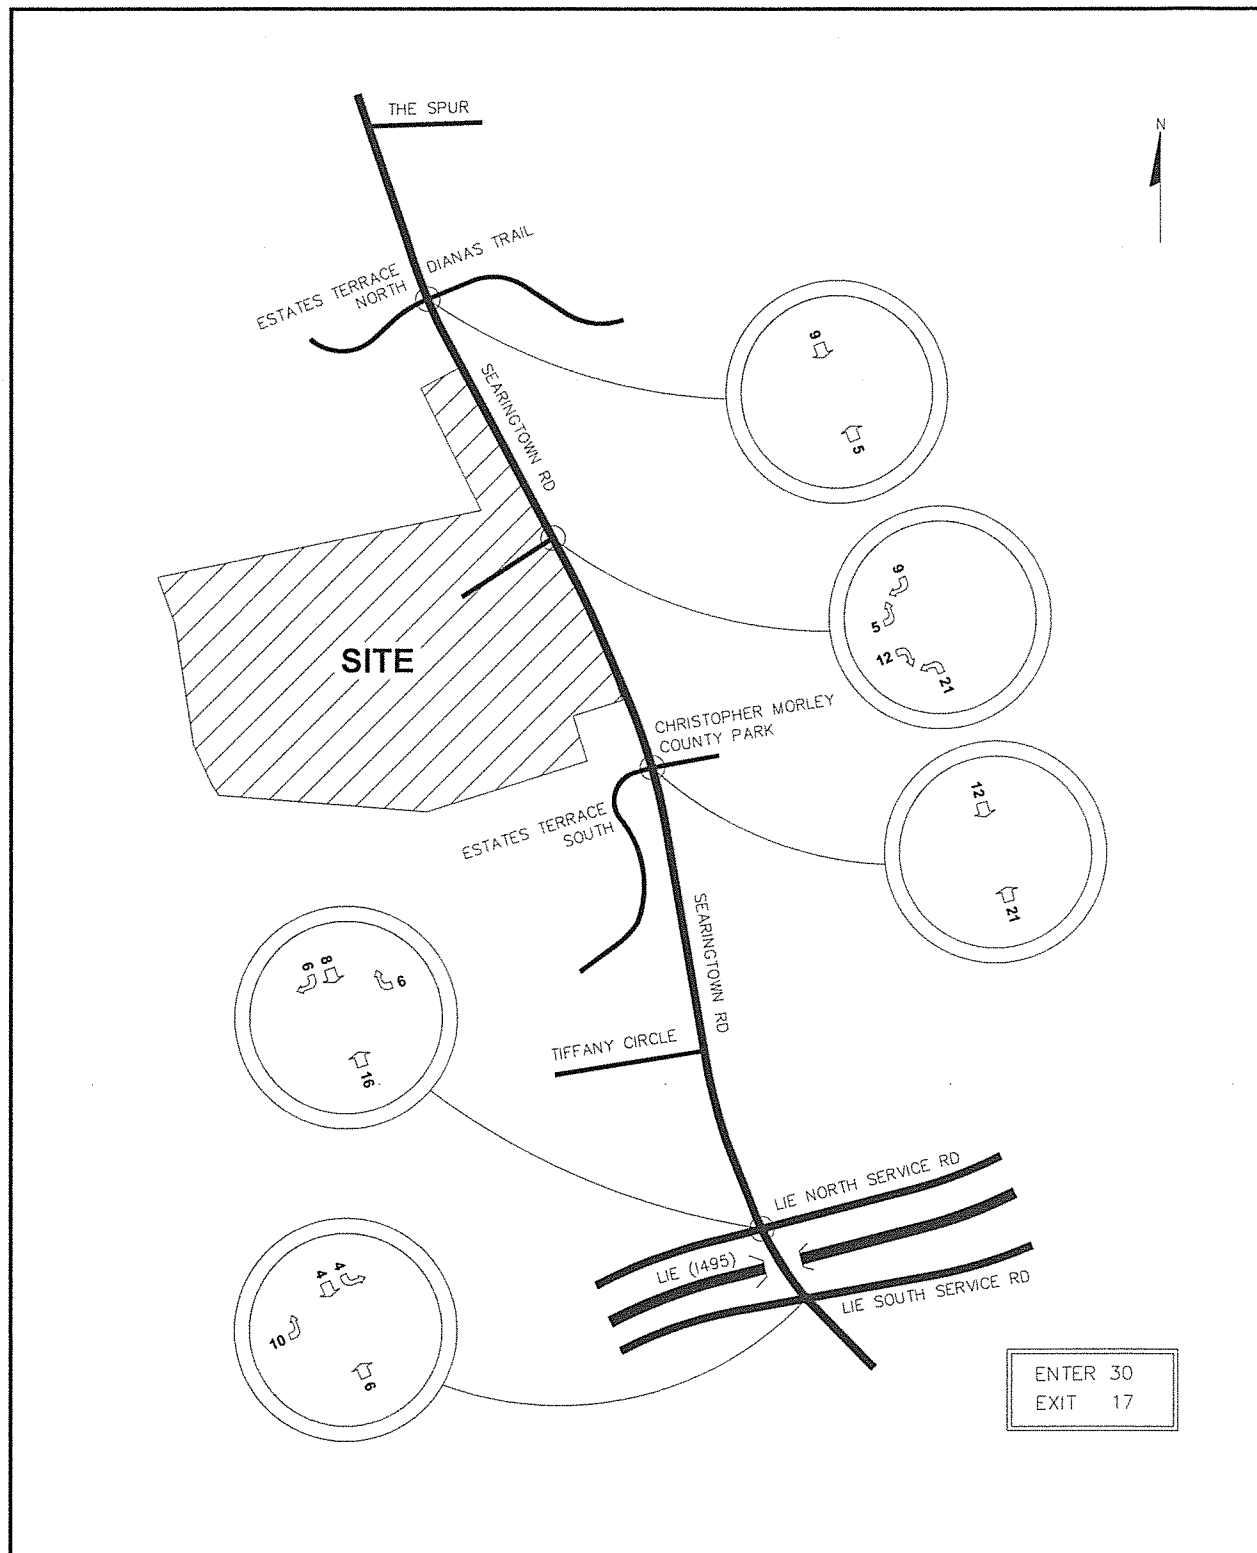 THE SPUR
N
ESTATES TERRACE
NORTH
DIANAS TRAIL
9
5
SEARINGTOWN RD
9
5
12
21
SITE
CHRISTOPHER MORLEY
COUNTY PARK
12
21
ESTATES TERRACE
SOUTH
SEARINGTOWN RD
6
8
6
16
TIFFANY CIRCLE
LIE NORTH SERVICE RD
LIE (I495)
LIE SOUTH SERVICE RD
4
4
10
6
ENTER 30
EXIT 17